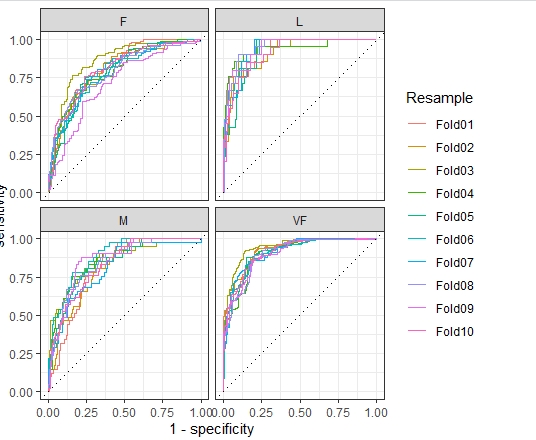 F L
1.00
0.75
0.50
0.25
0.00
M VF
1.00
0.75
0.50
0.25
0.00
0.00 0.25 0.50 0.75 1.00 0.00 0.25 0.50 0.75 1.00
1 - specificity
sensitivity
Resample
Fold01
Fold02
Fold03
Fold04
Fold05
Fold06
Fold07
Fold08
Fold09
Fold10